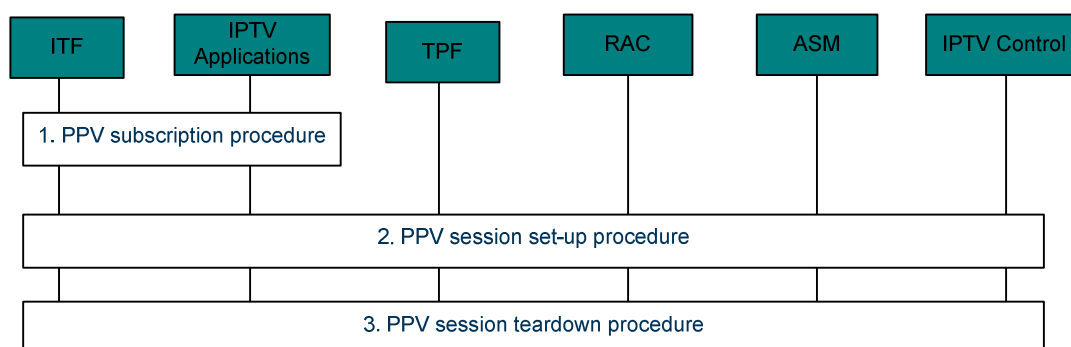 ITF
IPTV
Applications
TPF
RAC
ASM
IPTV Control
1. PPV subscription procedure
2. PPV session set-up procedure
3. PPV session teardown procedure